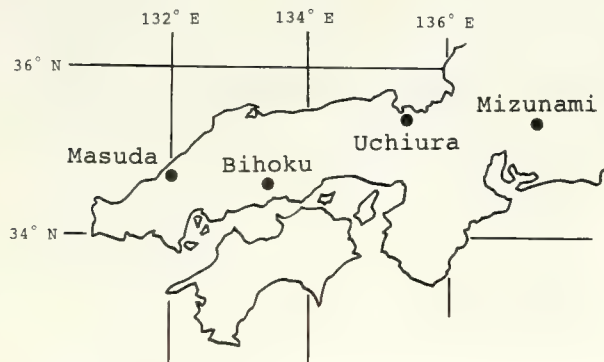 132° E 134° E 136° E
36° N
Mizunami
Uchiura
Masuda
Bihoku
34° N